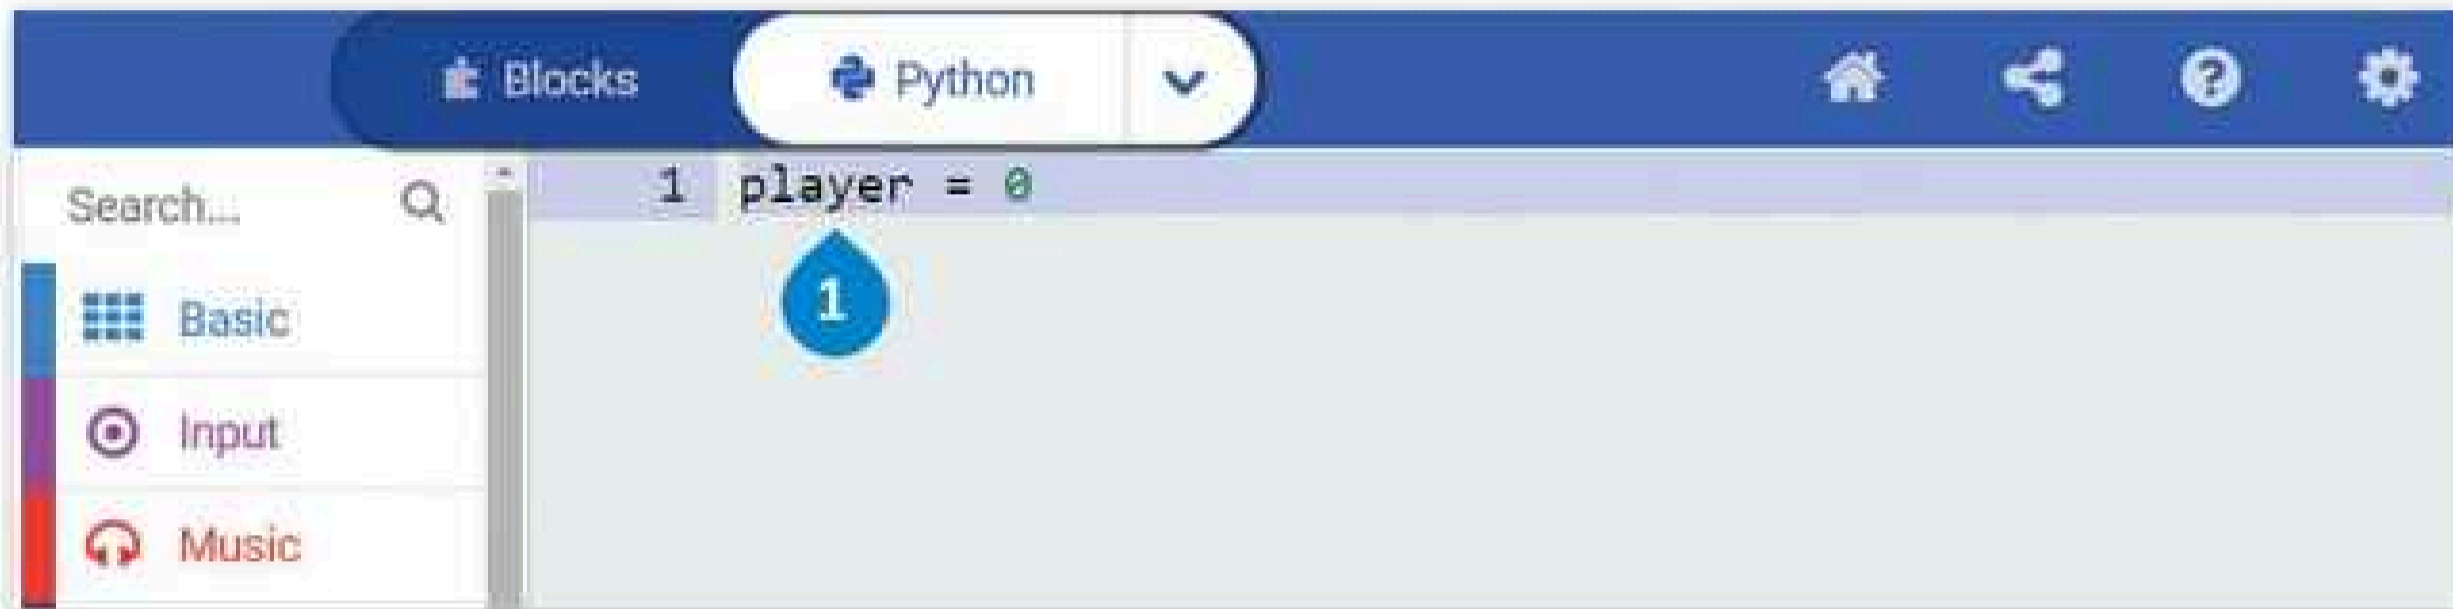 Blocks
Python
Search...
1 player = 0
1
Basic
Input
Music